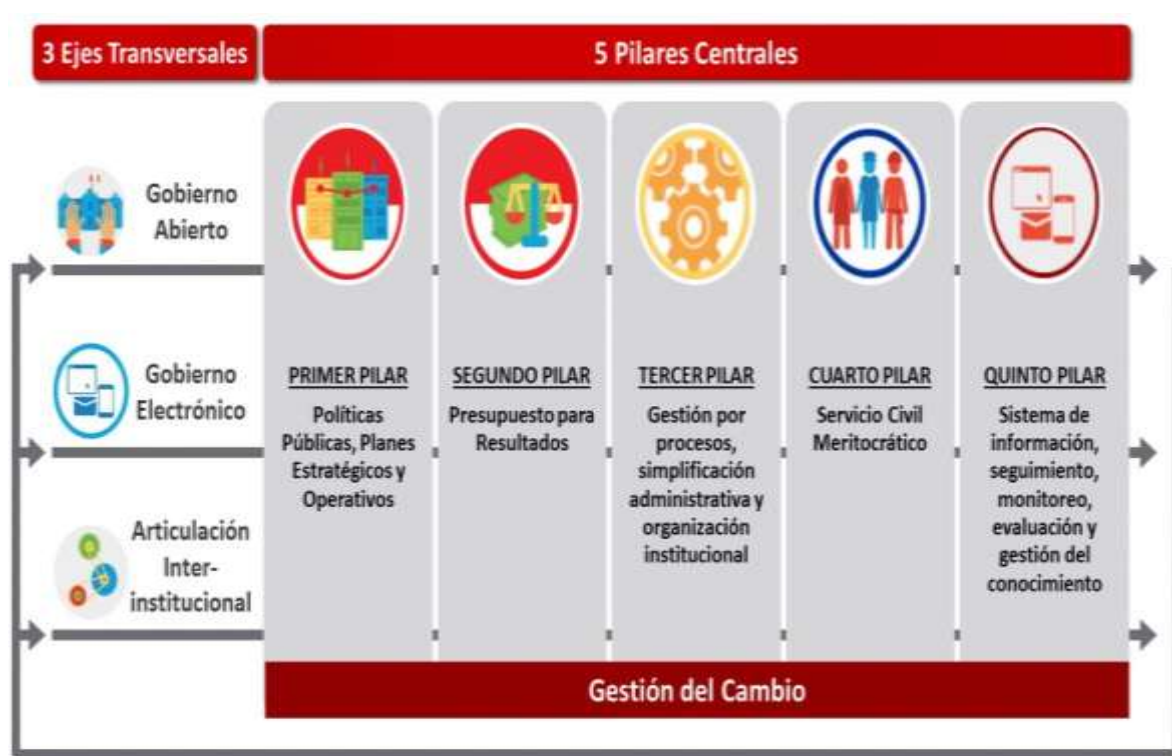 3 Ejes Transversales
5 Pilares Centrales
Gobierno
Abierto
Gobierno
Electrónico
Articulación
Inter-
institucional
PRIMER PILAR
Políticas
Públicas, Planes
Estratégicos y
Operativos
SEGUNDO PILAR
Presupuesto para
Resultados
TERCER PILAR
Gestión por
procesos,
simplificación
administrativa y
organización
institucional
CUARTO PILAR
Servicio Civil
Meritocrático
QUINTO PILAR
Sistema de
información,
seguimiento,
monitoreo,
evaluación y
gestión del
conocimiento
Gestión del Cambio